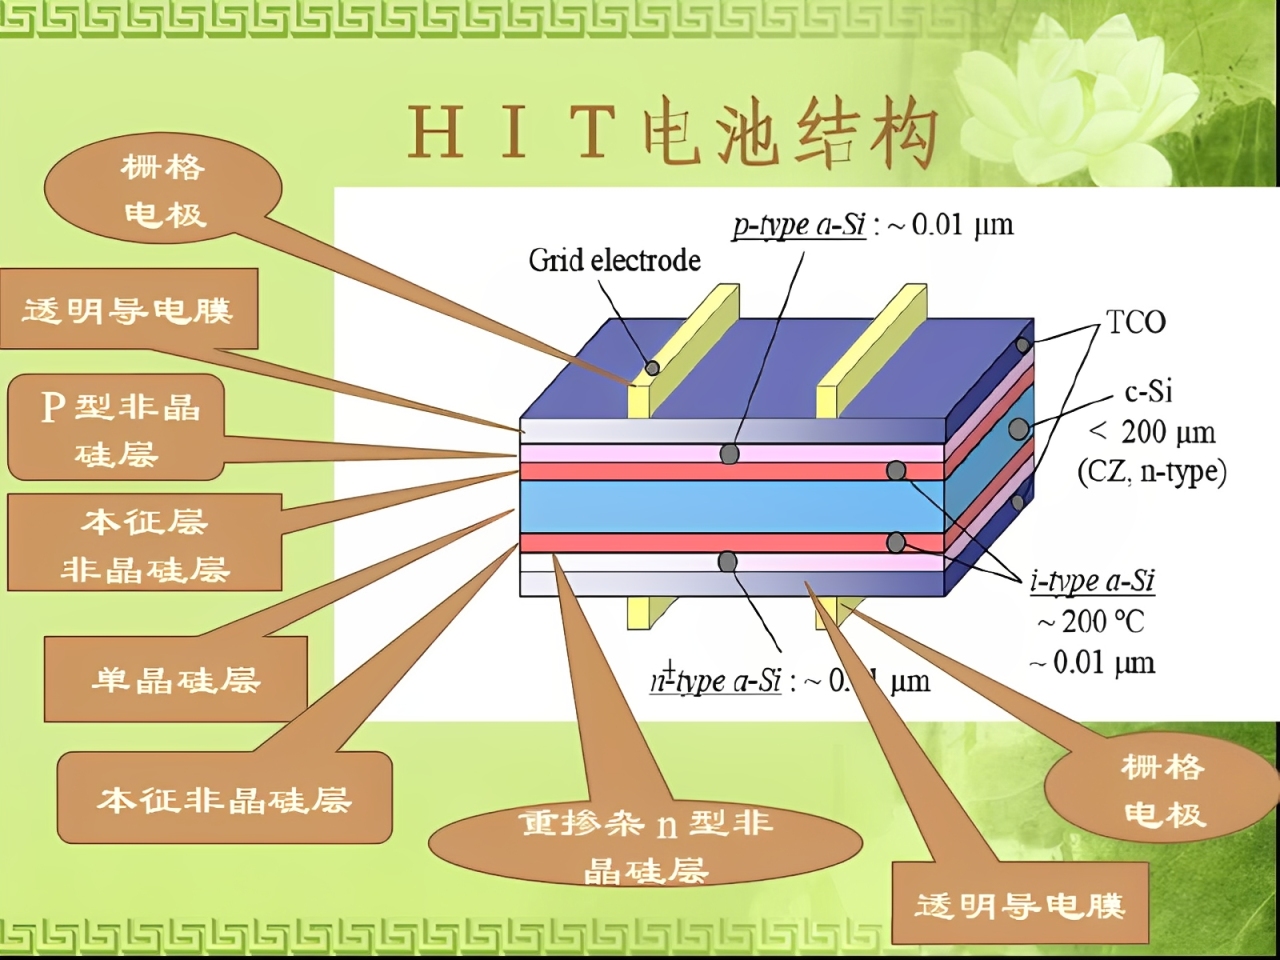 HIT电池结构
栅格
电极
透明导电膜
P型非晶
硅层
本征层
非晶硅层
单晶硅层
本征非晶硅层
重掺杂n型非
晶硅层
透明导电膜
栅格
电极
p-type a-Si : ~ 0.01 μm
Grid electrode
TCO
c-Si
< 200 μm
(CZ, n-type)
i-type a-Si
~ 200 ℃
~ 0.01 μm
n+-type a-Si : ~ μm